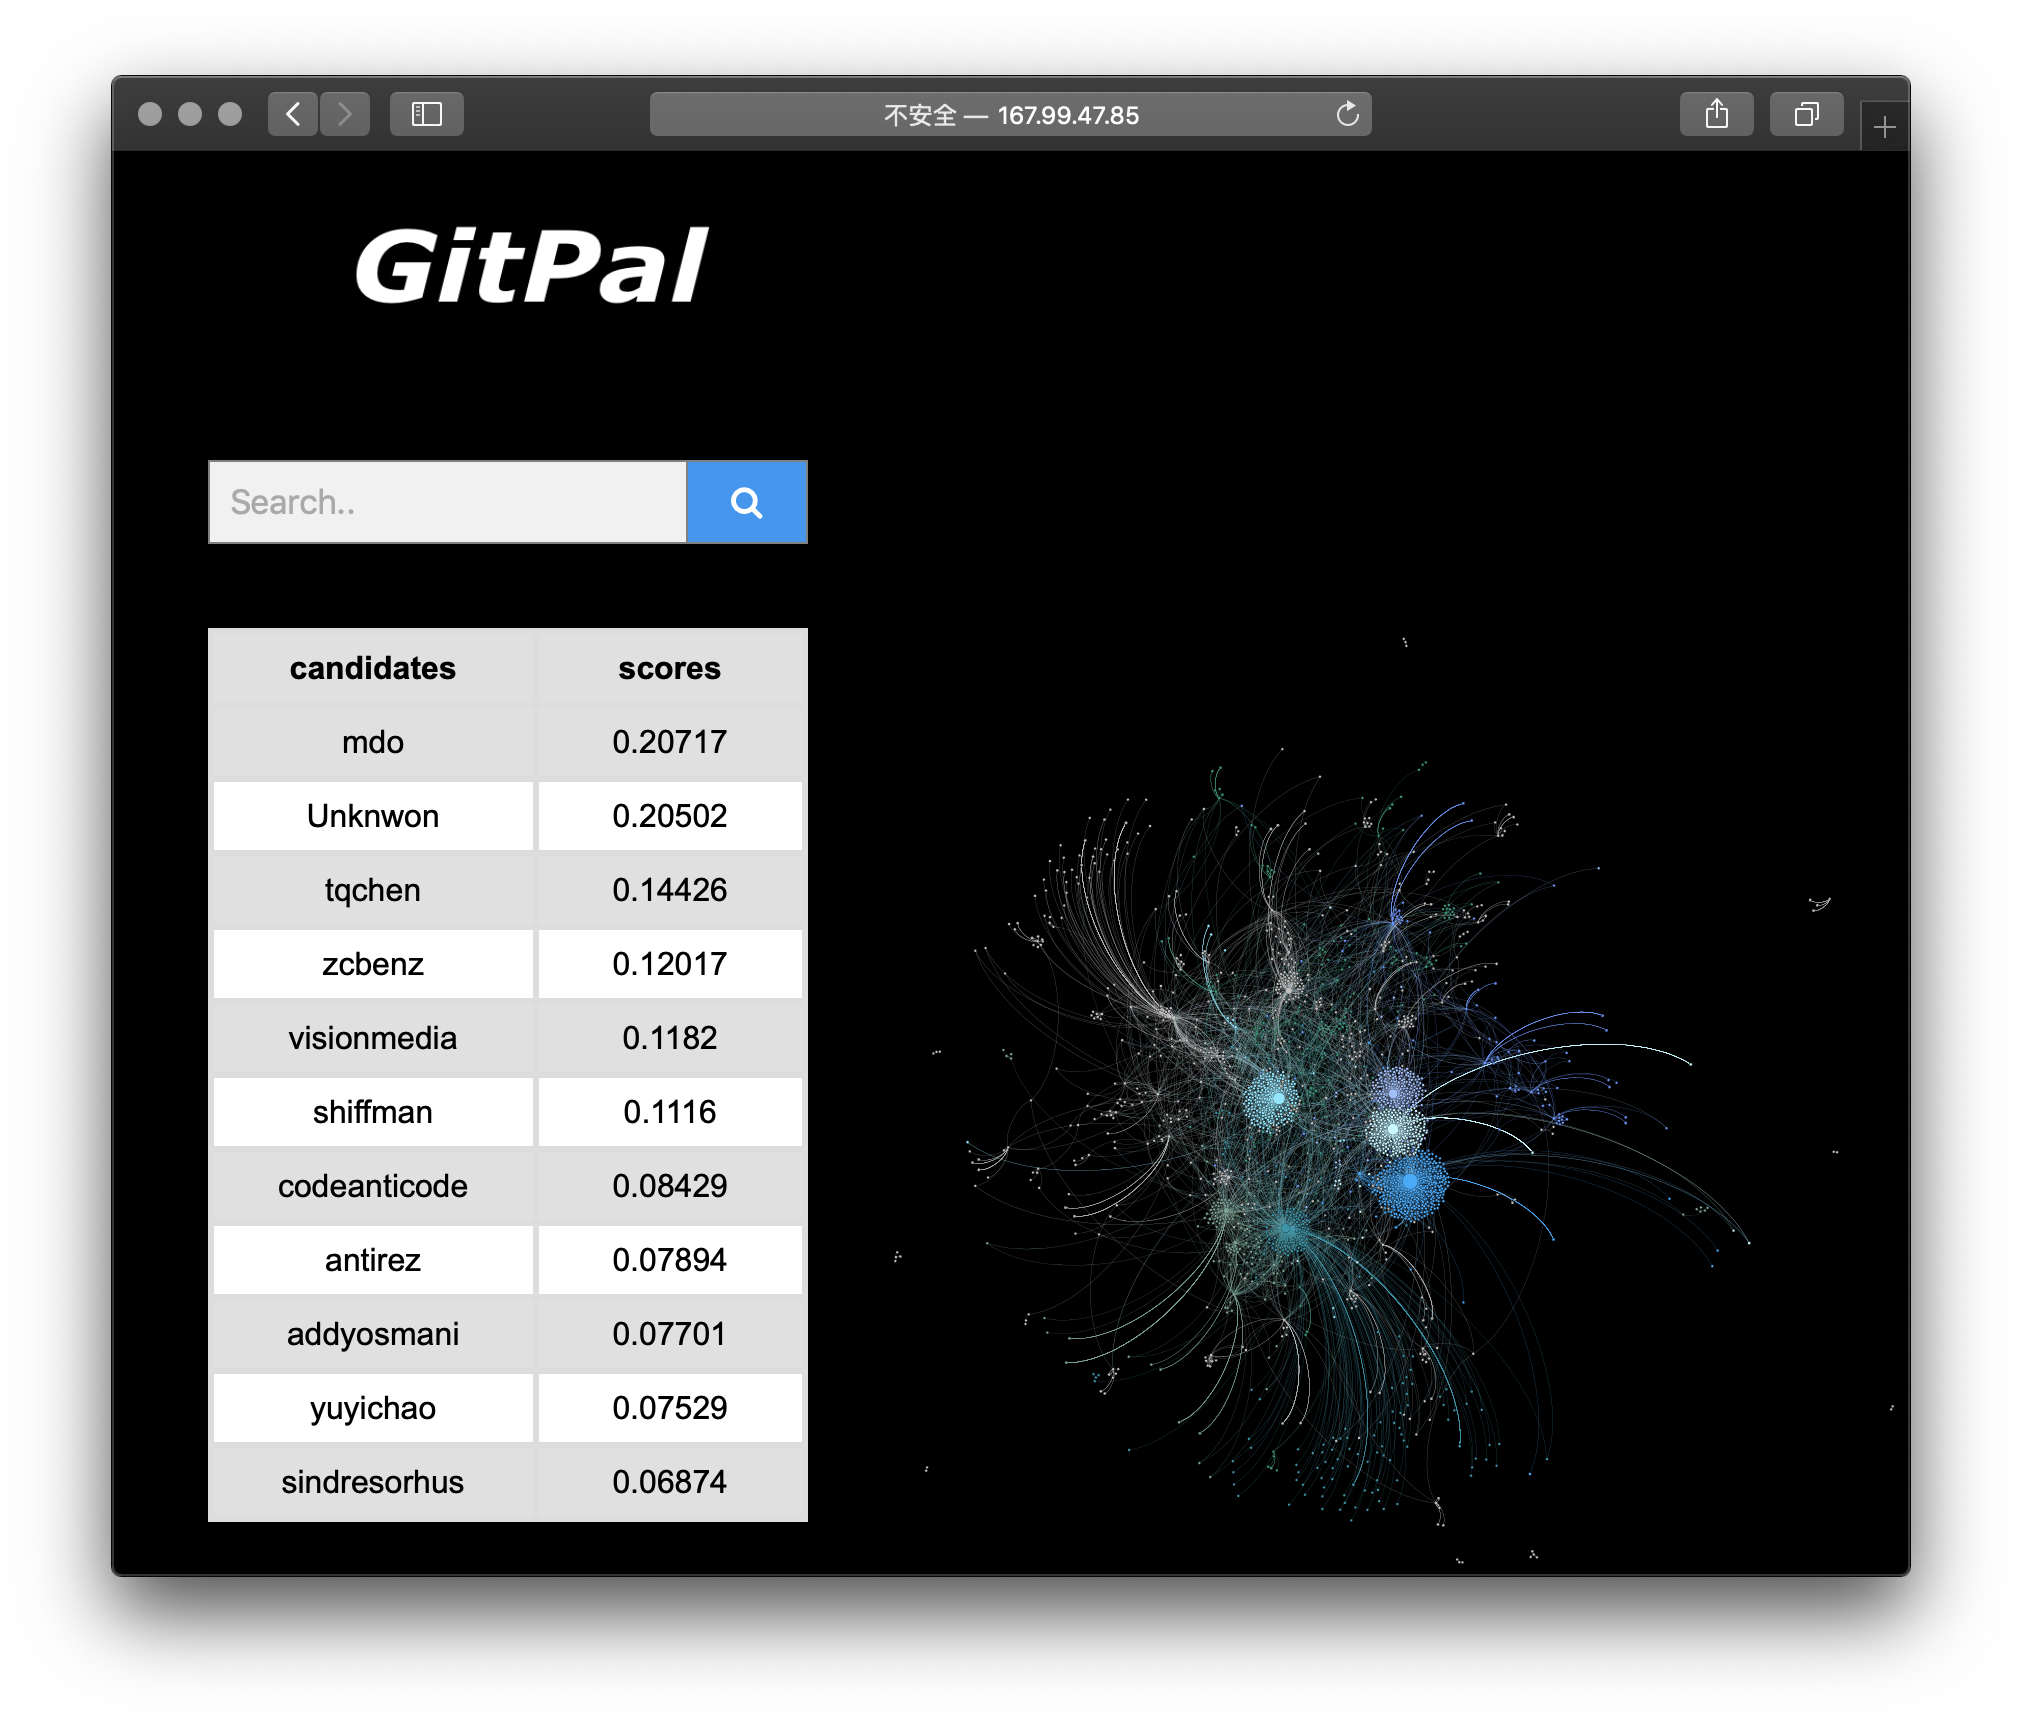 不安全 — 167.99.47.85
GitPal
Search..
candidates scores
mdo 0.20717
Unknwon 0.20502
tqchen 0.14426
zcbenz 0.12017
visionmedia 0.1182
shiffman 0.1116
codeanticode 0.08429
antirez 0.07894
addyosmani 0.07701
yuyichao 0.07529
sindresorhus 0.06874